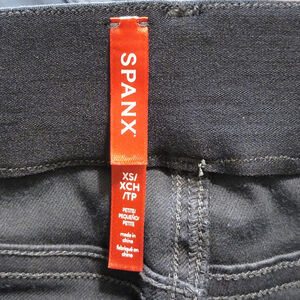 SPANX
XS/
XCH
/TP
PETITE/
PEQUEÑO/
PETITE
made in
china
fabriqué en
chine